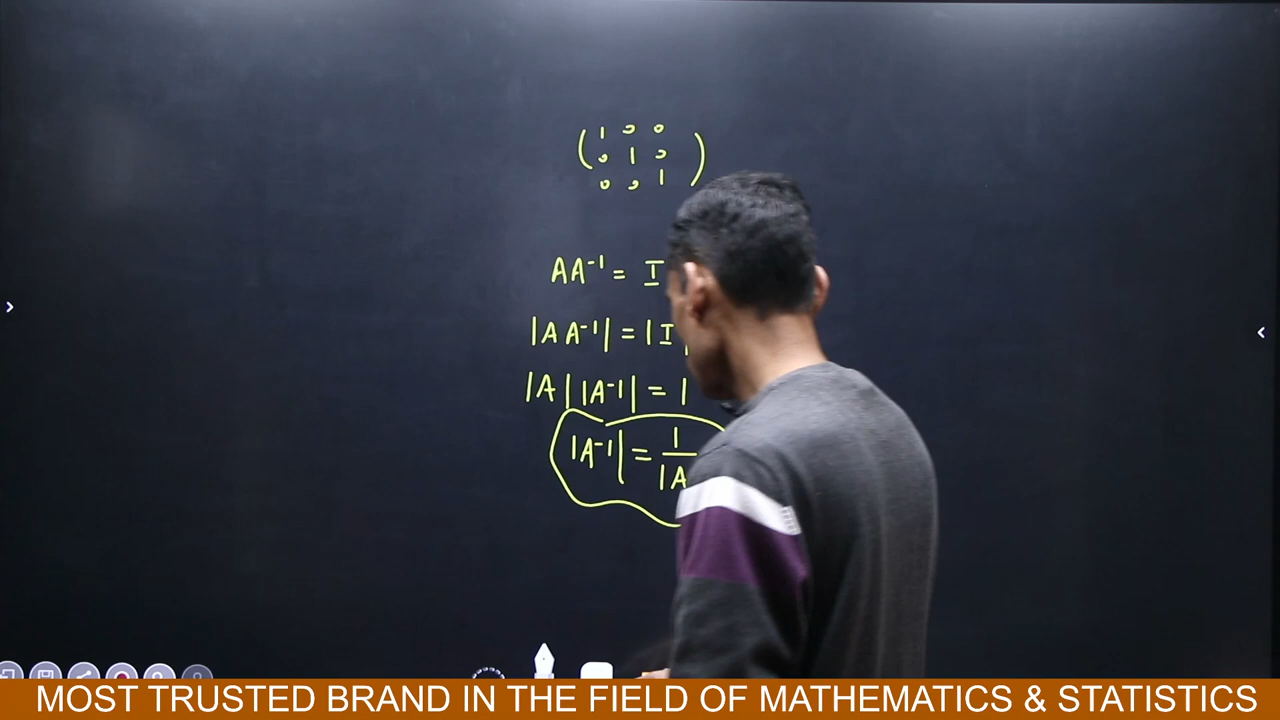 ( 1 0 0
0 1 0 )
0 0 1
AA⁻¹ = I
|A A⁻¹| = |I|
|A| |A⁻¹| = 1
|A⁻¹| = 1
|A
MOST TRUSTED BRAND IN THE FIELD OF MATHEMATICS & STATISTICS